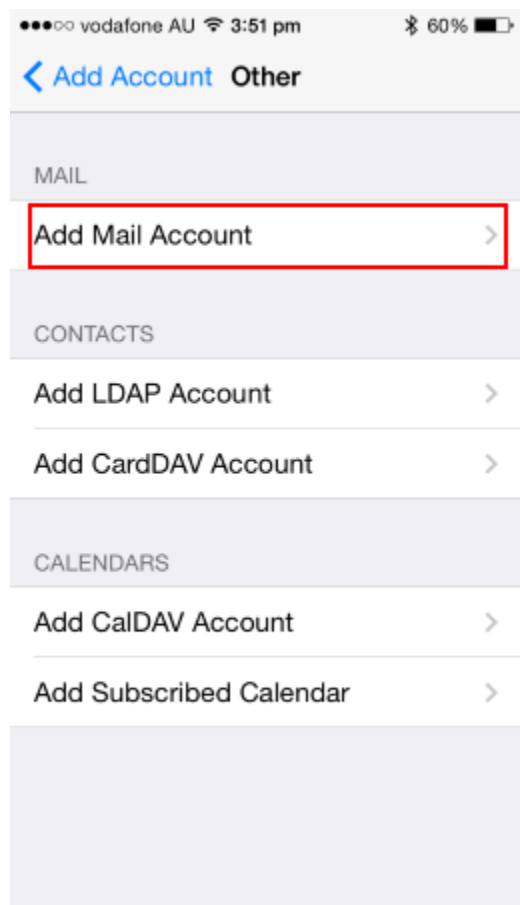 vodafone AU 3:51 pm 60%
Add Account Other
MAIL
Add Mail Account
CONTACTS
Add LDAP Account
Add CardDAV Account
CALENDARS
Add CalDAV Account
Add Subscribed Calendar